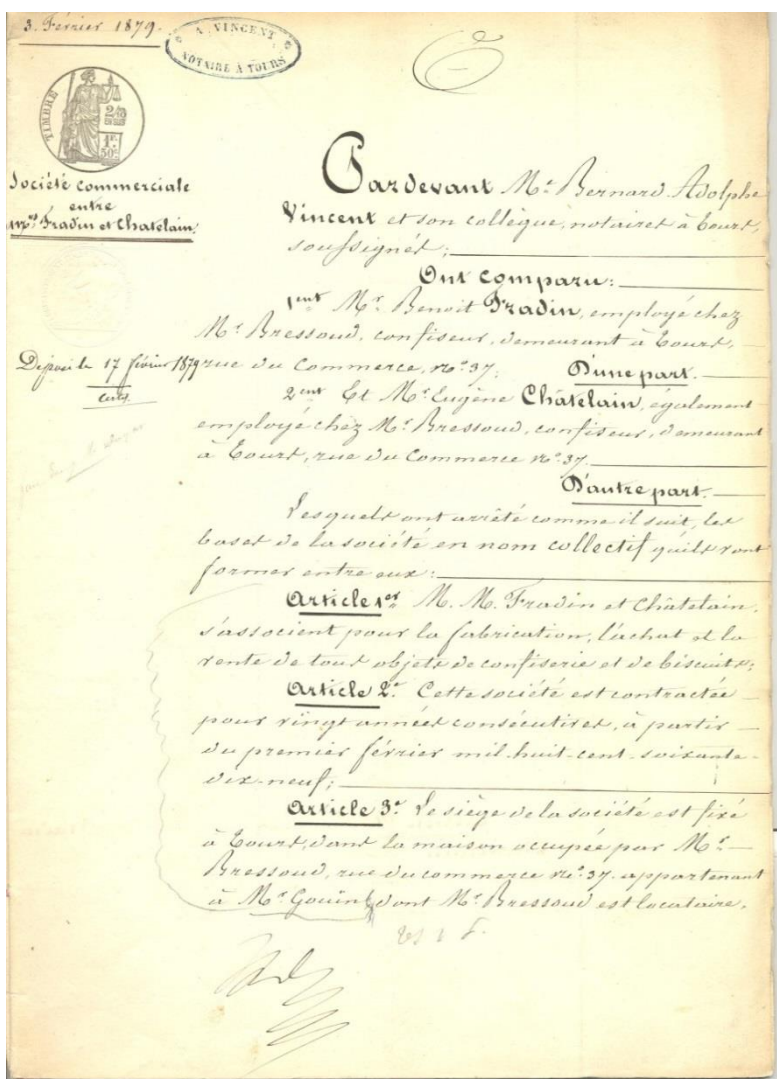 3. Février 1879.
A. VINCENT
NOTAIRE À TOURS
TIMBRE
2/10
1F.
50c.
Société Commerciale
entre
Mrs Fradin et Chatelain.
Pardevant Me Bernard Adolphe
Vincent et son collègue, notaires à Tours,
soussignés;
Ont comparu:
1ent Mr Benoit Fradin, employé chez
Mr Bressoud, confiseur, demeurant à Tours,
rue du Commerce, no 37; D'une part.
Déposé le 17 février 1879
2ent Et Mr Eugène Châtelain, également
employé chez Mr Bressoud, confiseur, demeurant
à Tours, rue du Commerce no 37.
D'autre part.
Lesquels ont arrêté comme il suit, les
bases de la société en nom collectif qu'ils vont
former entre eux:
Article 1er M. M. Fradin et Châtelain,
s'associent pour la fabrication, l'achat et la
vente de tous objets de confiserie et de biscuits;
Article 2e. Cette société est contractée
pour vingt années consécutives, à partir
du premier février mil-huit-cent-soixante-
dix-neuf;
Article 3e. Le siège de la société est fixé
à Tours, dans la maison occupée par Mr
Bressoud, rue du commerce no 37. appartenant
à Mr Gouin, dont Mr Bressoud est locataire.